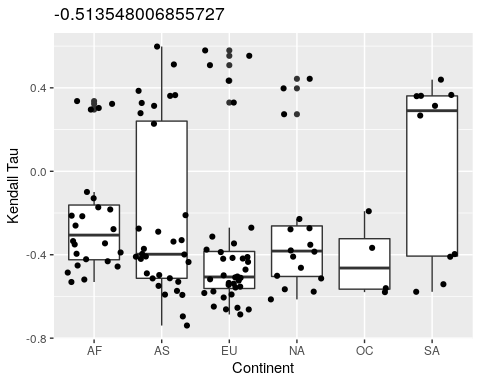 -0.513548006855727
Kendall Tau
0.4
0.0
-0.4
-0.8
AF AS EU NA OC SA
Continent